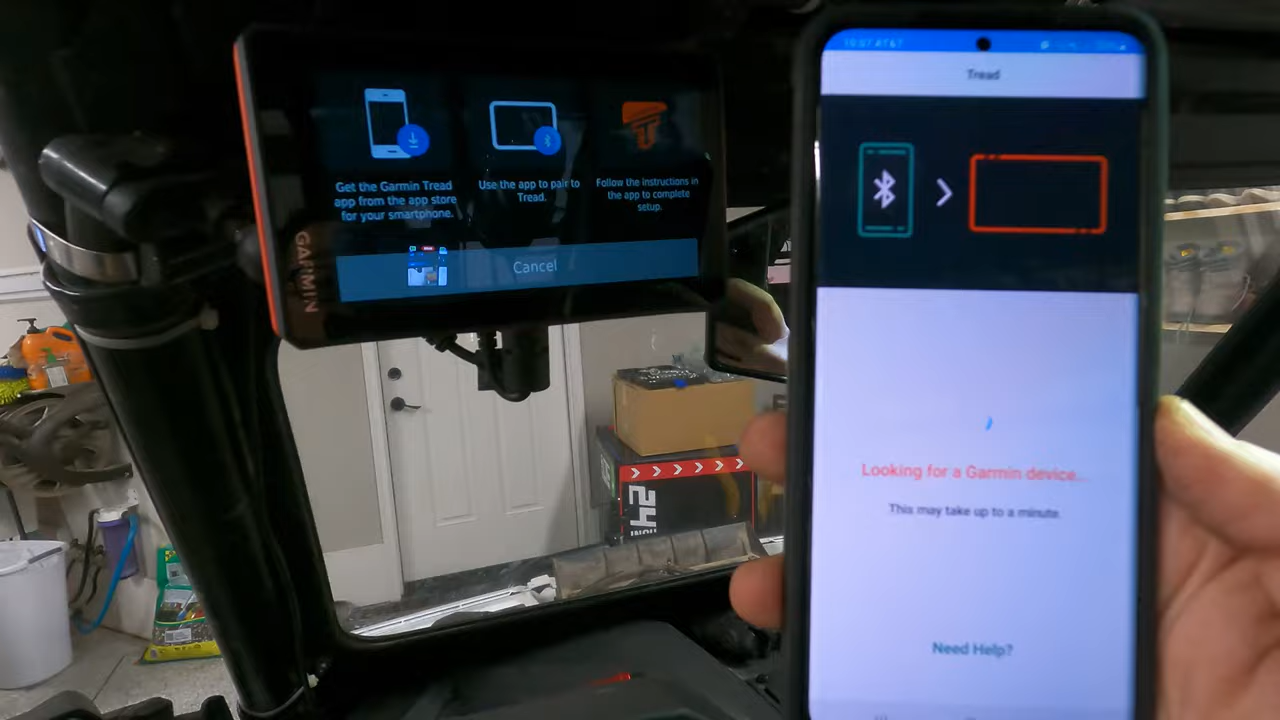 Get the Garmin Tread
app from the app store
for your smartphone.
Use the app to pair to
Tread.
Follow the instructions in
the app to complete
setup.
Cancel
GARMIN
Tread
Looking for a Garmin device...
This may take up to a minute.
Need Help?
24
INCH